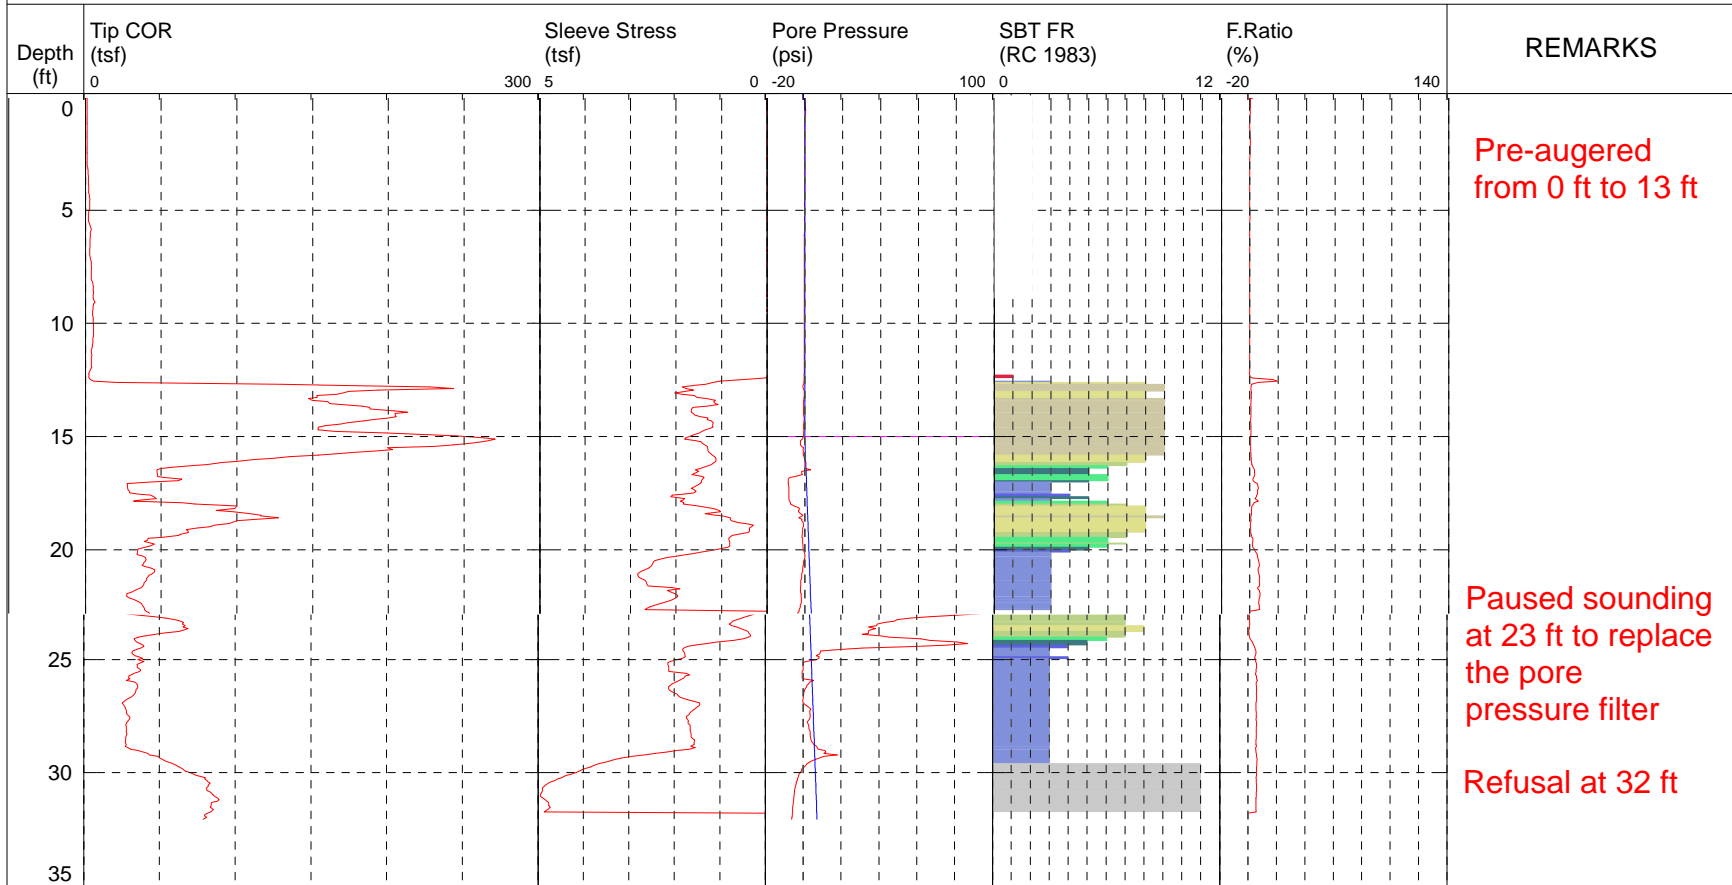 Depth
(ft)
Tip COR
(tsf)
0 300
Sleeve Stress
(tsf)
5 0
Pore Pressure
(psi)
-20 100
SBT FR
(RC 1983)
0 12
F.Ratio
(%)
-20 140
REMARKS
0
5
10
15
20
25
30
35
Pre-augered
from 0 ft to 13 ft
Paused sounding
at 23 ft to replace
the pore
pressure filter
Refusal at 32 ft